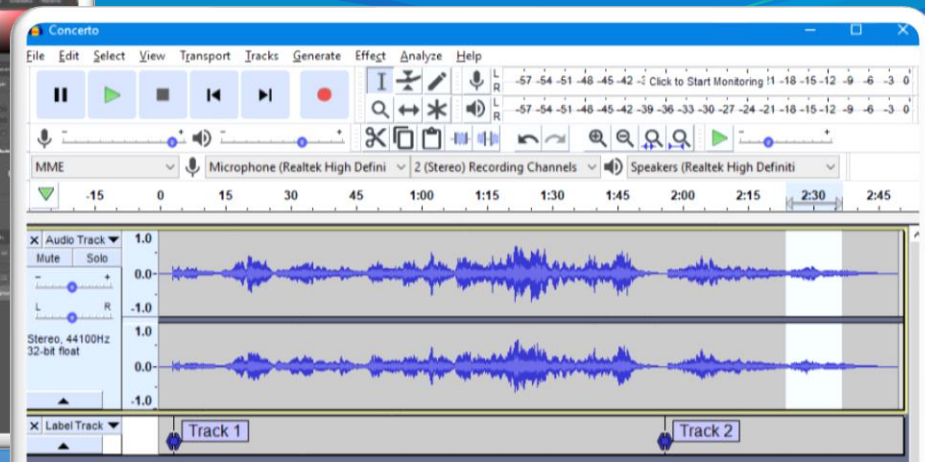 Concerto
File Edit Select View Transport Tracks Generate Effect Analyze Help
L
R
-57 -54 -51 -48 -45 -42 -3 Click to Start Monitoring !1 -18 -15 -12 -9 -6 -3 0
L
R
-57 -54 -51 -48 -45 -42 -39 -36 -33 -30 -27 -24 -21 -18 -15 -12 -9 -6 -3 0
- + - + - +
MME Microphone (Realtek High Defini 2 (Stereo) Recording Channels Speakers (Realtek High Definiti
-15 0 15 30 45 1:00 1:15 1:30 1:45 2:00 2:15 2:30 2:45
X Audio Track 1.0
Mute Solo
- + 0.0
L R -1.0
Stereo, 44100Hz 1.0
32-bit float
0.0
-1.0
X Label Track
Track 1 Track 2